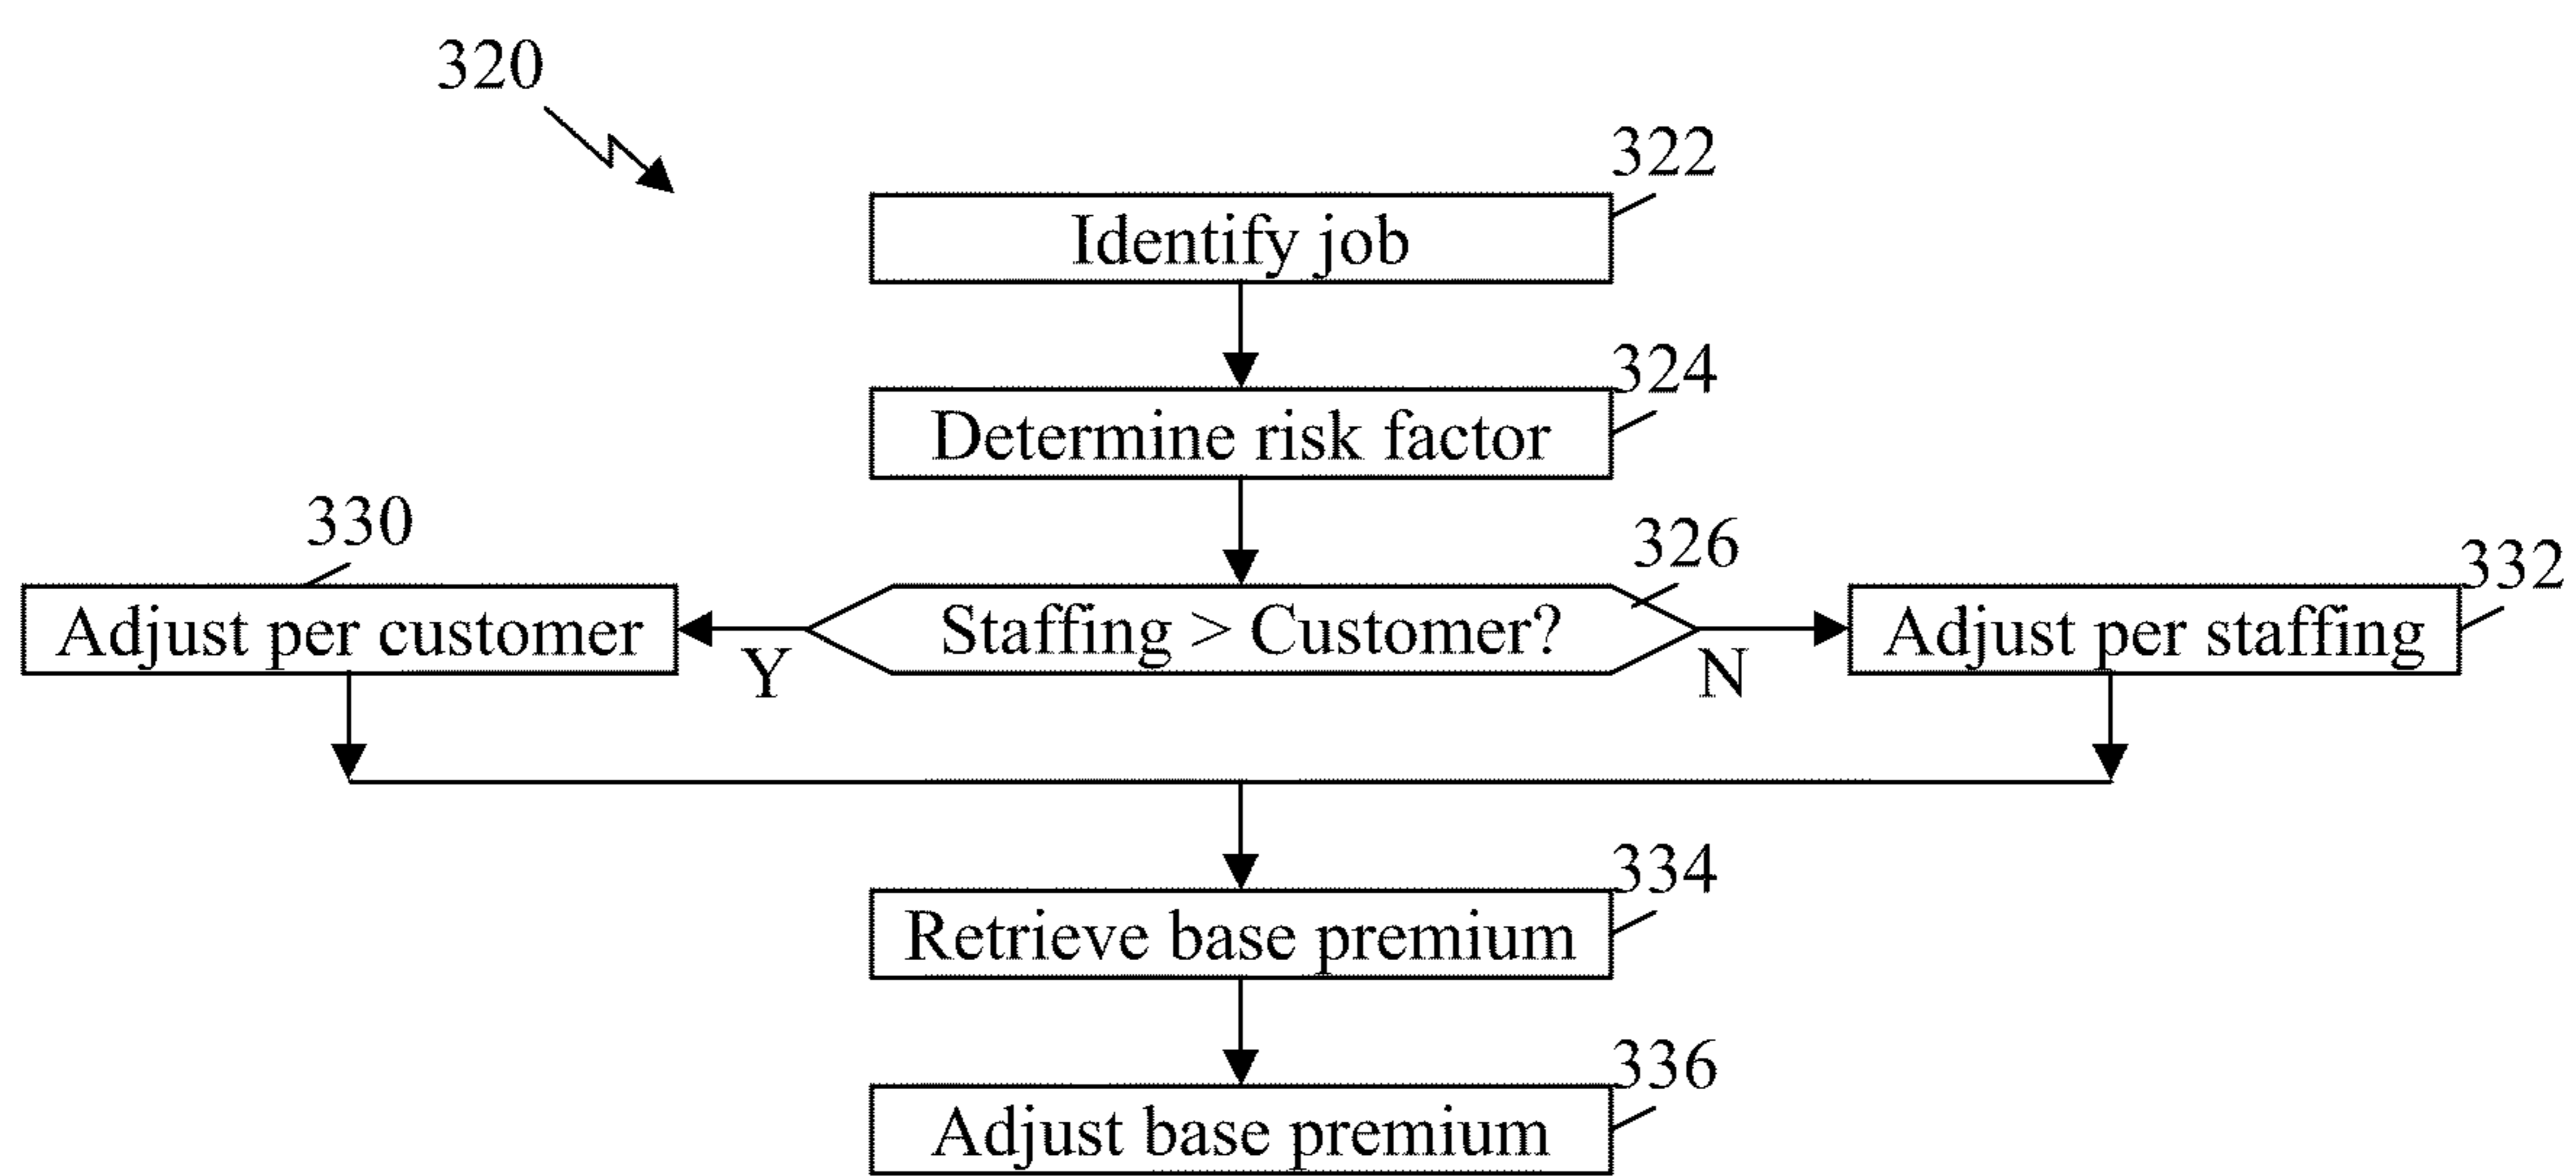 320
322
Identify job
324
Determine risk factor
330
326
332
Adjust per customer
Staffing > Customer?
Adjust per staffing
Y
N
334
Retrieve base premium
336
Adjust base premium